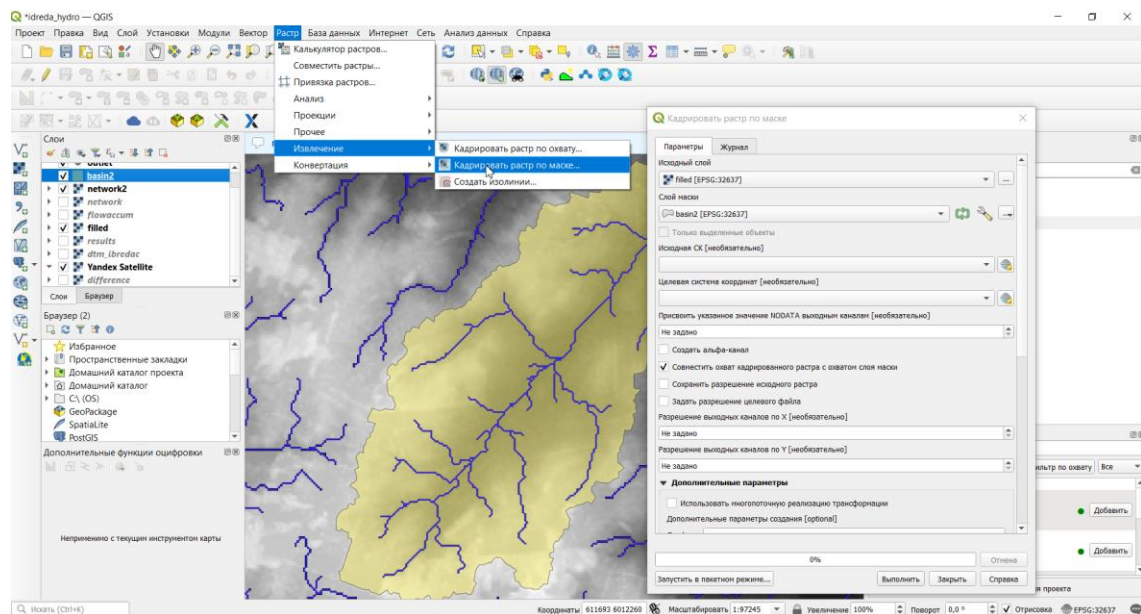 *idreda_hydro — QGIS
Проект Правка Вид Слой Установки Модули Вектор Растр База данных Интернет Сеть Анализ данных Справка
Калькулятор растров...
Совместить растры...
Привязка растров...
Анализ
Проекции
Прочее
Извлечение
Конвертация
Кадрировать растр по охвату...
Кадрировать растр по маске...
Создать изолинии...
Слои
outlet
basin2
network2
network
flowaccum
filled
results
dtm_ibredac
Yandex Satellite
difference
Слои Браузер
Браузер (2)
Избранное
Пространственные закладки
Домашний каталог проекта
Домашний каталог
C:\ (OS)
GeoPackage
SpatiaLite
PostGIS
Дополнительные функции оцифровки
Неприменимо с текущим инструментом карты
Кадрировать растр по маске
Параметры Журнал
Исходный слой
filled [EPSG:32637]
Слой маски
basin2 [EPSG:32637]
Только выделенные объекты
Исходная СК [необязательно]
Целевая система координат [необязательно]
Присвоить указанное значение NODATA выходным каналам [необязательно]
Не задано
Создать альфа-канал
Совместить охват кадрированного растра с охватом слоя маски
Сохранить разрешение исходного растра
Задать разрешение целевого файла
Разрешение выходных каналов по X [необязательно]
Не задано
Разрешение выходных каналов по Y [необязательно]
Не задано
Дополнительные параметры
Использовать многопоточную реализацию трансформации
Дополнительные параметры создания [optional]
0%
Отмена
Запустить в пакетном режиме...
Выполнить Закрыть Справка
ильтр по охвату Все
Добавить
Добавить
я проекта
Искать (Ctrl+K)
Координаты 611693 6012260 Масштабировать 1:97245 Увеличение 100% Поворот 0,0 ° Отрисовка EPSG:32637